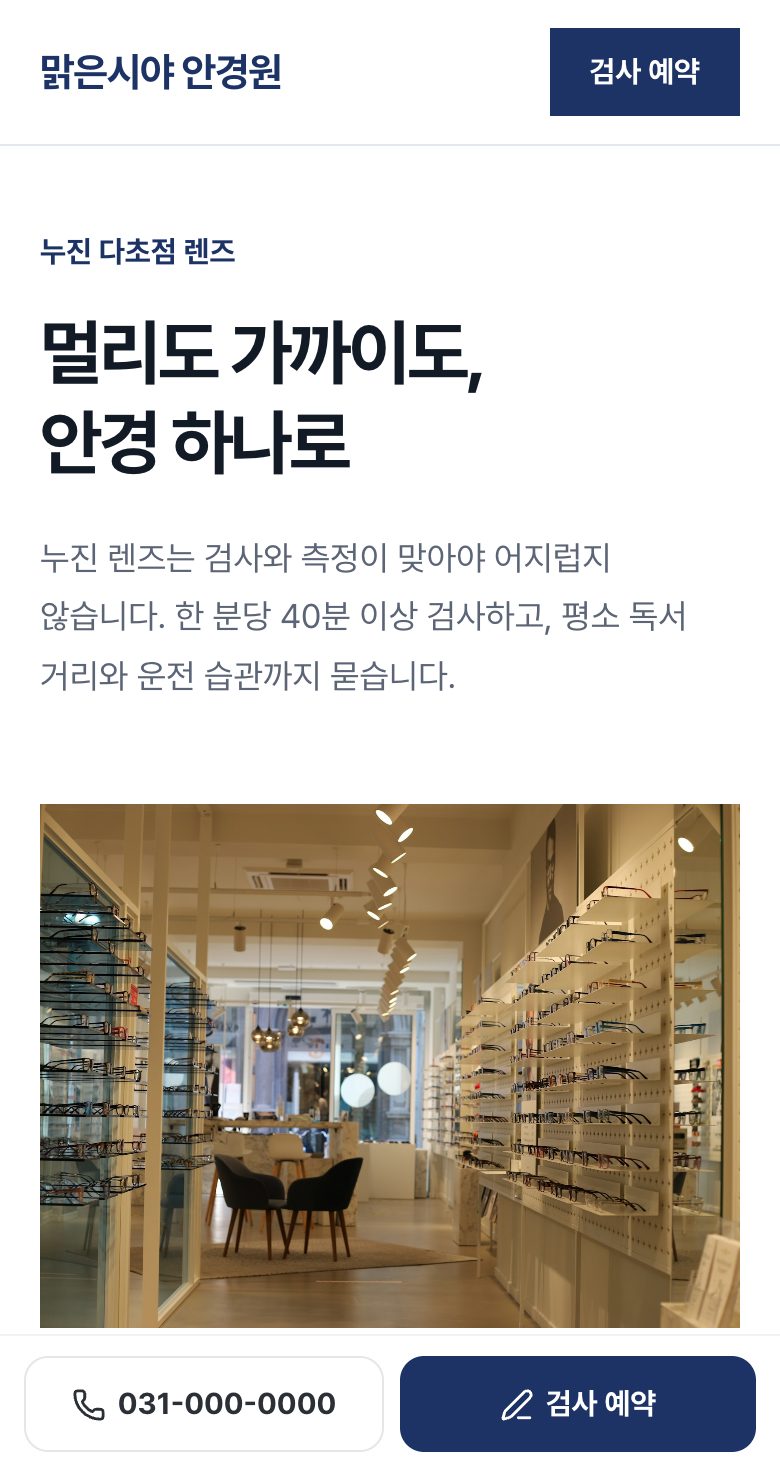 맑은시야 안경원
검사 예약
누진 다초점 렌즈
멀리도 가까이도,
안경 하나로
누진 렌즈는 검사와 측정이 맞아야 어지럽지
않습니다. 한 분당 40분 이상 검사하고, 평소 독서
거리와 운전 습관까지 묻습니다.
031-000-0000
검사 예약